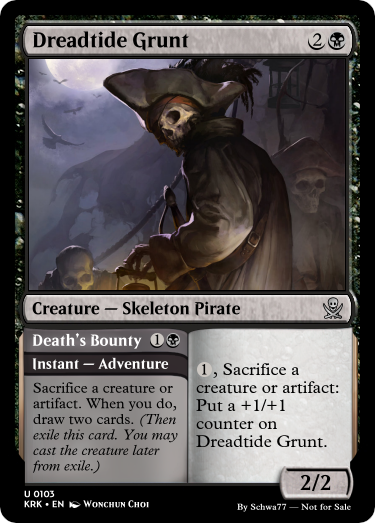 Dreadtide Grunt 2
Creature — Skeleton Pirate
Death's Bounty 1
Instant — Adventure
Sacrifice a creature or
artifact. When you do,
draw two cards. (Then
exile this card. You may
cast the creature later
from exile.)
1, Sacrifice a
creature or artifact:
Put a +1/+1
counter on
Dreadtide Grunt.
2/2
U 0103
KRK • EN Wonchun Choi
By Schwa77 — Not for Sale